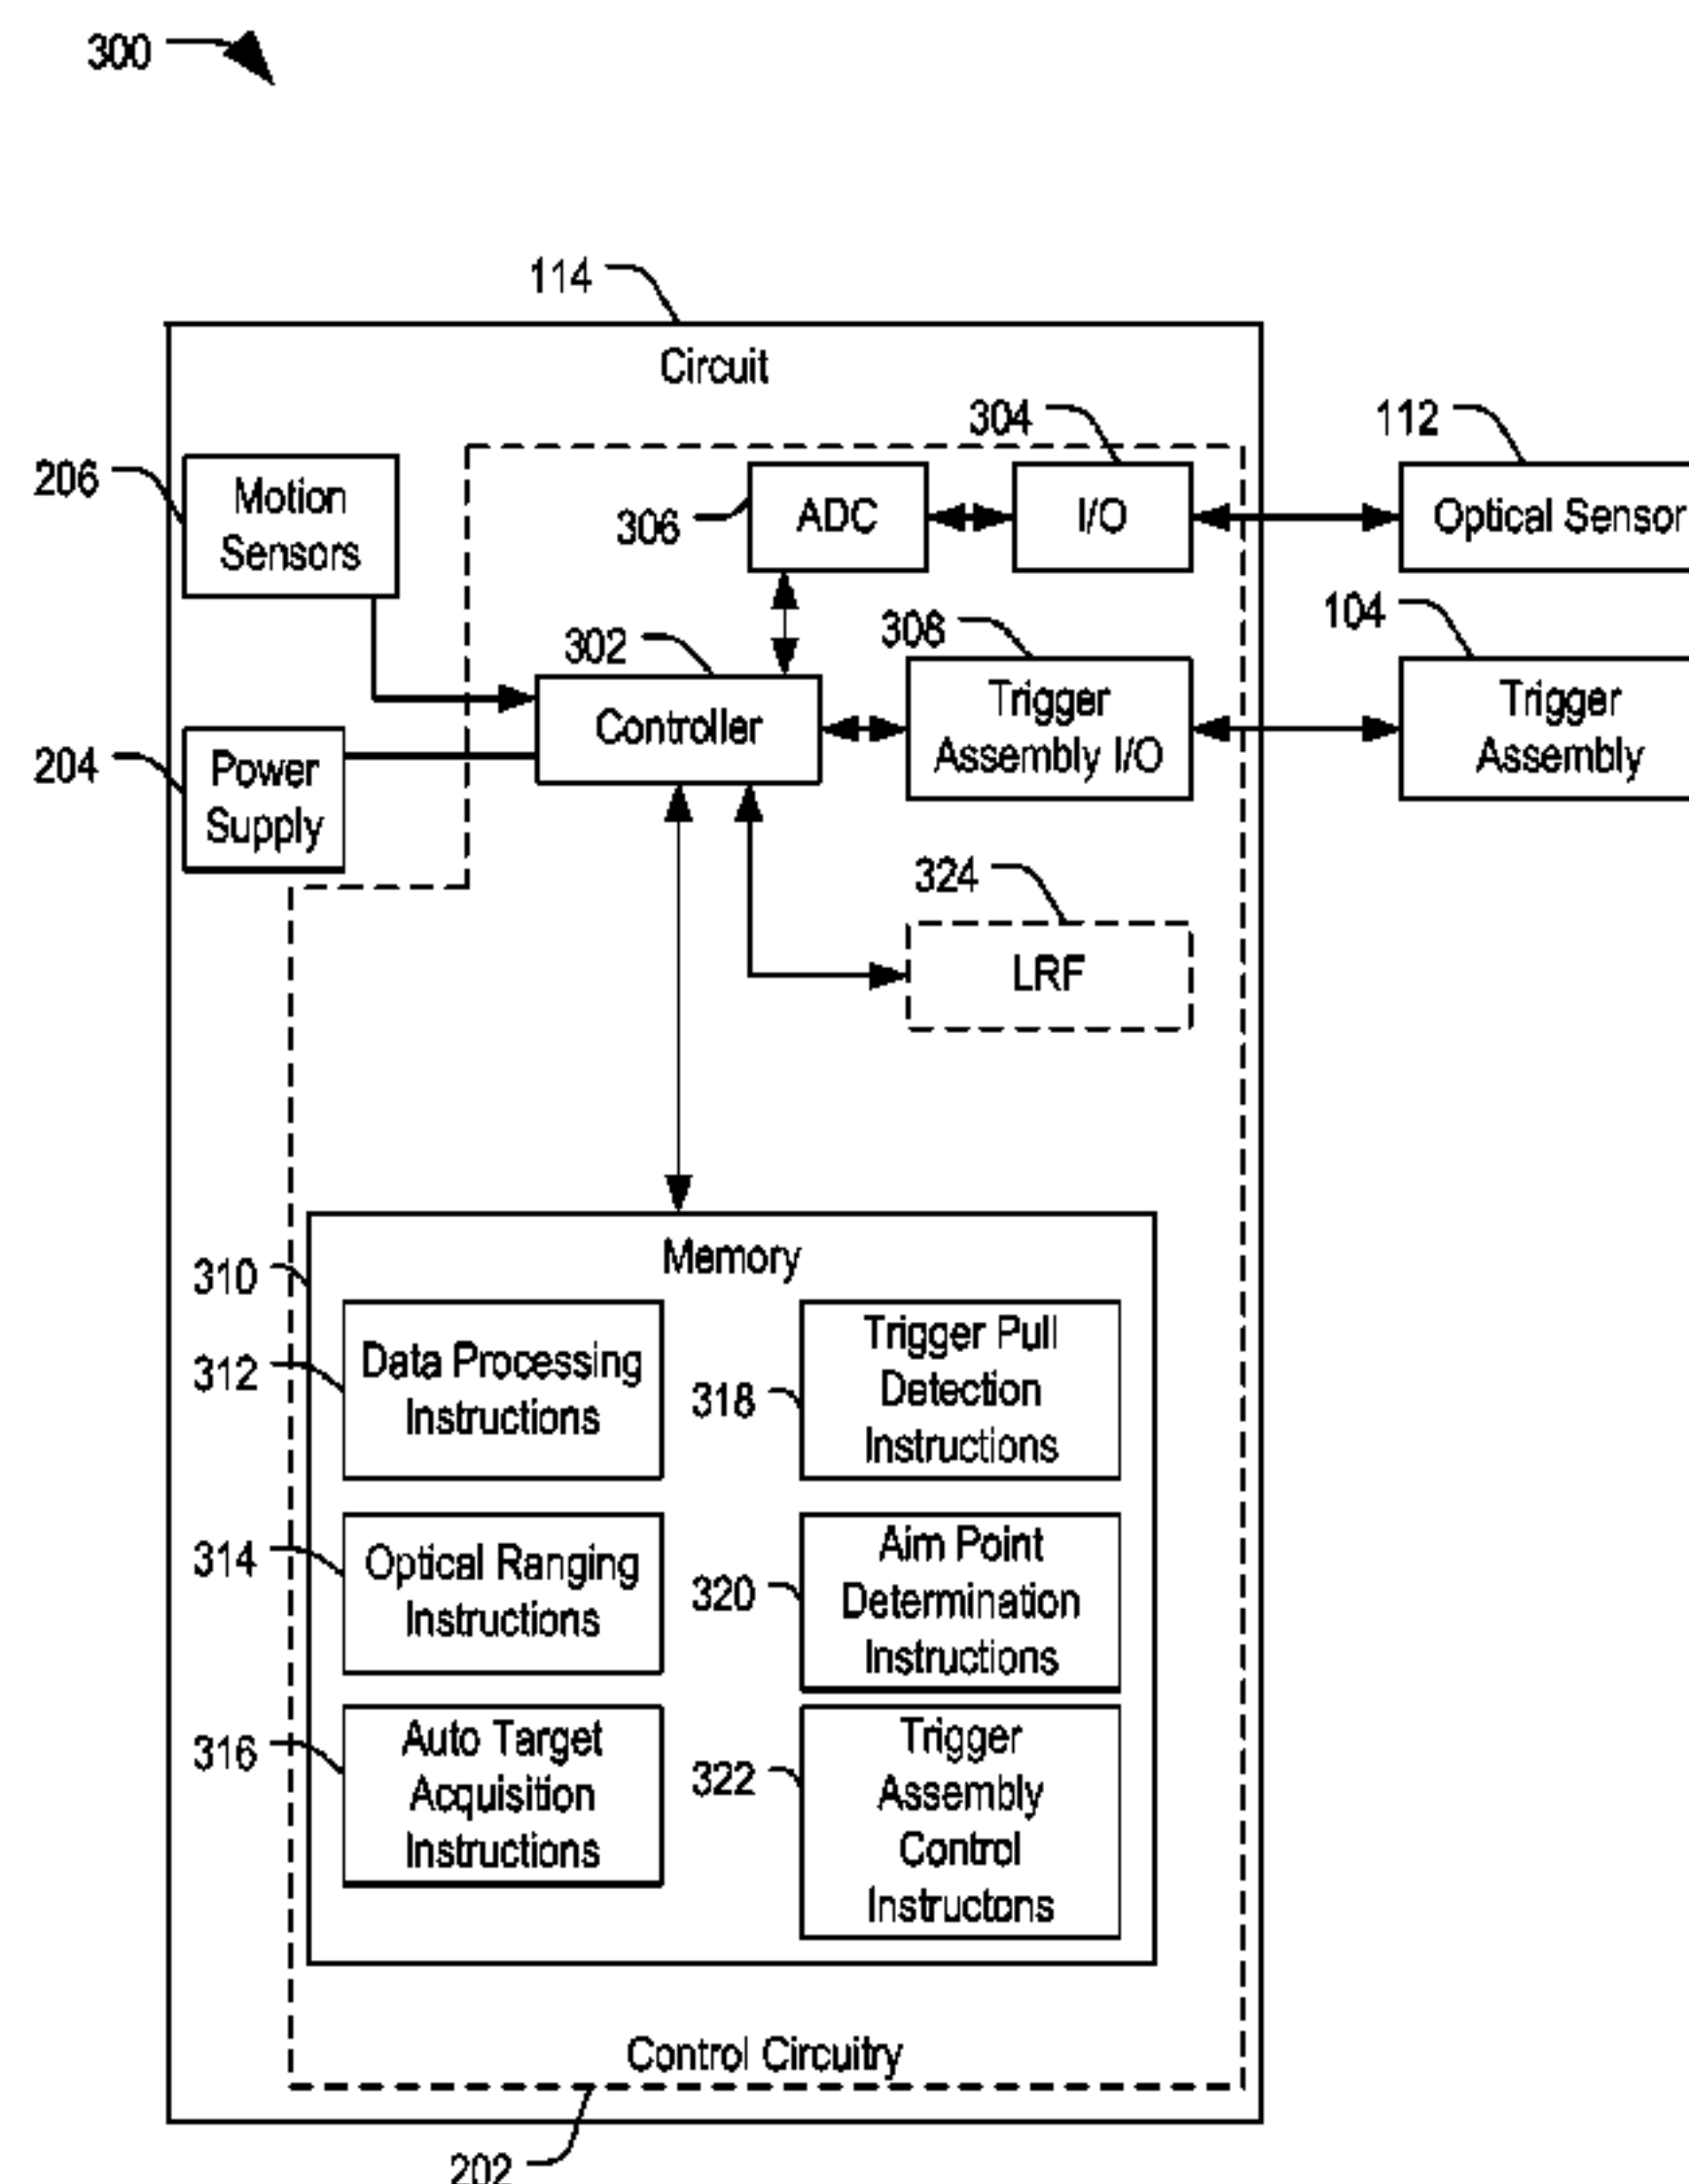 300
114
Circuit
304
112
206
Motion
Sensors
306
ADC
I/O
Optical Sensor
302
308
104
Controller
Trigger
Assembly I/O
Trigger
Assembly
204
Power
Supply
324
LRF
310
Memory
312
Data Processing
Instructions
318
Trigger Pull
Detection
Instructions
314
Optical Ranging
Instructions
320
Aim Point
Determination
Instructions
316
Auto Target
Acquisition
Instructions
322
Trigger
Assembly
Control
Instructons
Control Circuitry
202